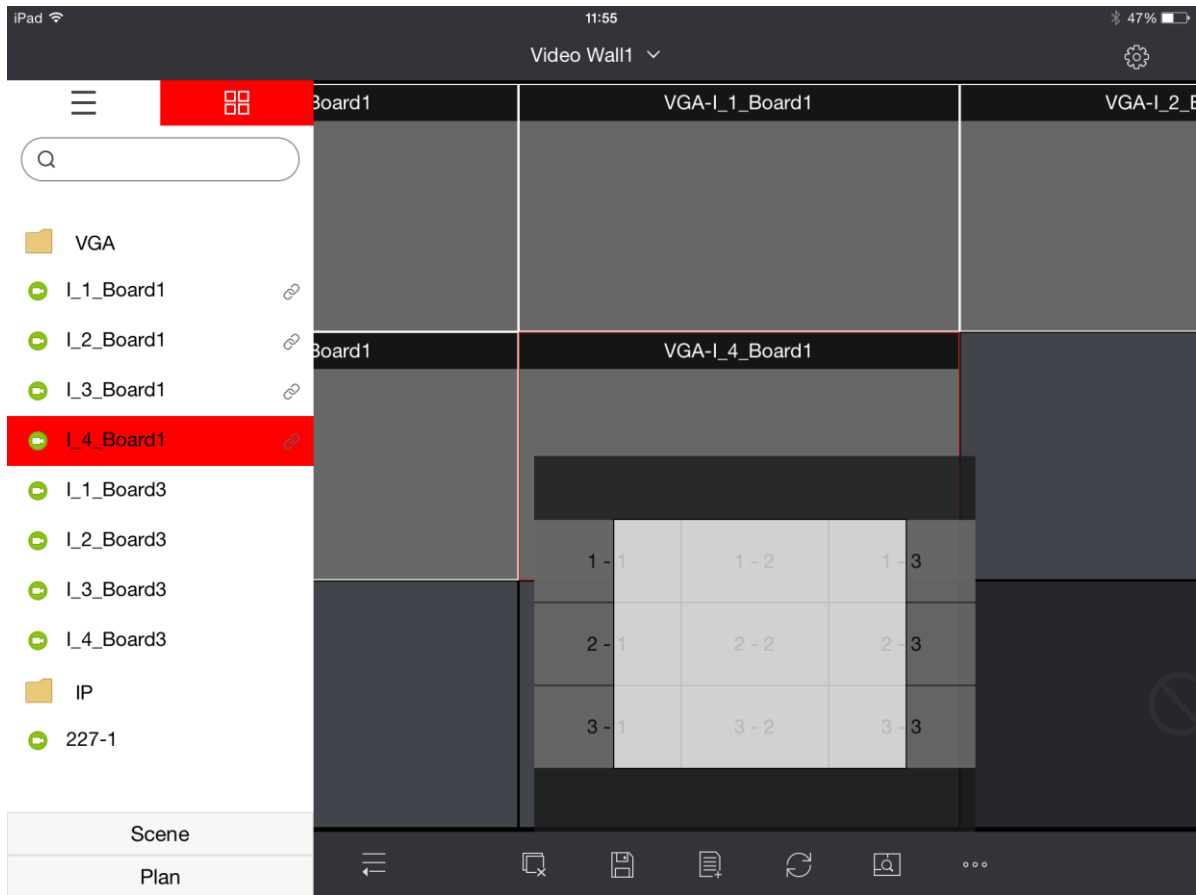 iPad 11:55 47%
Video Wall1
Board1 VGA-I_1_Board1 VGA-I_2_
VGA
I_1_Board1
I_2_Board1
Board1 VGA-I_4_Board1
I_3_Board1
I_4_Board1
I_1_Board3
I_2_Board3
I_3_Board3
I_4_Board3
IP
227-1
1 - 1 1 - 2 1 - 3
2 - 1 2 - 2 2 - 3
3 - 1 3 - 2 3 - 3
Scene
Plan